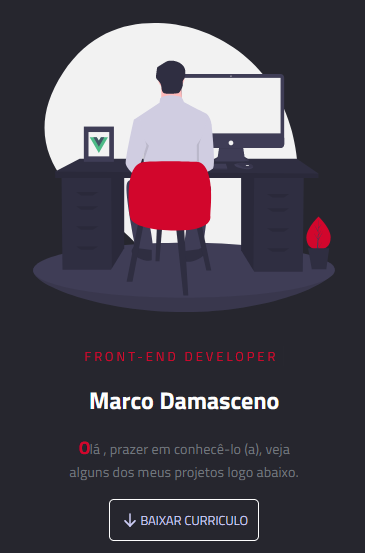 FRONT-END DEVELOPER
Marco Damasceno
Olá , prazer em conhecê-lo (a), veja
alguns dos meus projetos logo abaixo.
BAIXAR CURRICULO